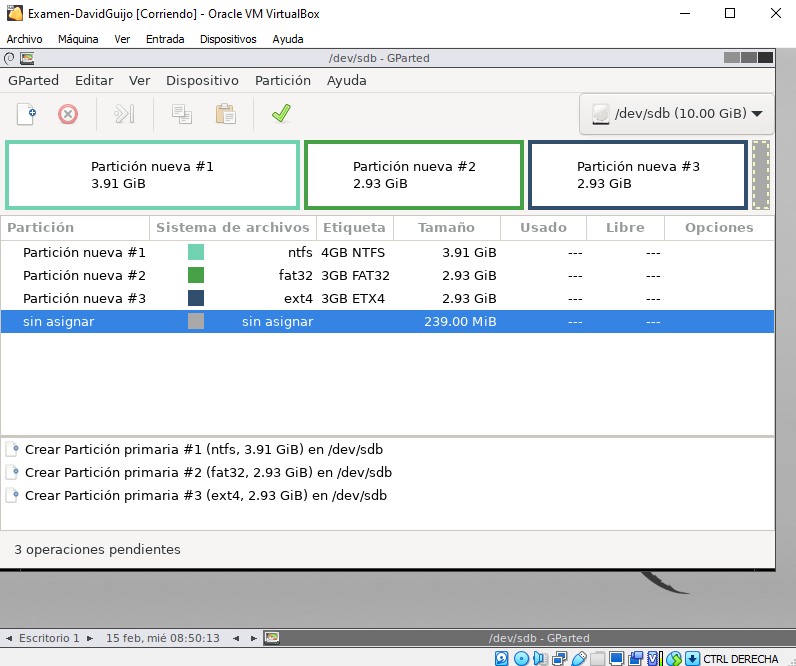 Examen-DavidGuijo [Corriendo] - Oracle VM VirtualBox
Archivo Máquina Ver Entrada Dispositivos Ayuda
/dev/sdb - GParted
GParted Editar Ver Dispositivo Partición Ayuda
/dev/sdb (10.00 GiB)
Partición nueva #1 Partición nueva #2 Partición nueva #3
3.91 GiB 2.93 GiB 2.93 GiB
Partición Sistema de archivos Etiqueta Tamaño Usado Libre Opciones
Partición nueva #1 ntfs 4GB NTFS 3.91 GiB --- ---
Partición nueva #2 fat32 3GB FAT32 2.93 GiB --- ---
Partición nueva #3 ext4 3GB ETX4 2.93 GiB --- ---
sin asignar sin asignar 239.00 MiB --- ---
Crear Partición primaria #1 (ntfs, 3.91 GiB) en /dev/sdb
Crear Partición primaria #2 (fat32, 2.93 GiB) en /dev/sdb
Crear Partición primaria #3 (ext4, 2.93 GiB) en /dev/sdb
3 operaciones pendientes
Escritorio 1 15 feb, mié 08:50:13 /dev/sdb - GParted
CTRL DERECHA